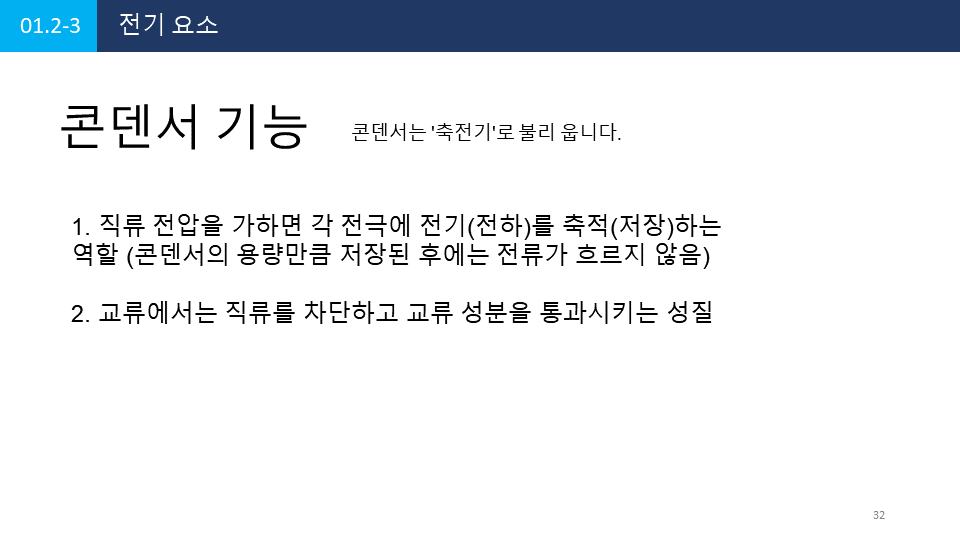 01.2-3 전기 요소
콘덴서 기능
콘덴서는 '축전기'로 불리 웁니다.
1. 직류 전압을 가하면 각 전극에 전기(전하)를 축적(저장)하는
역할 (콘덴서의 용량만큼 저장된 후에는 전류가 흐르지 않음)
2. 교류에서는 직류를 차단하고 교류 성분을 통과시키는 성질
32